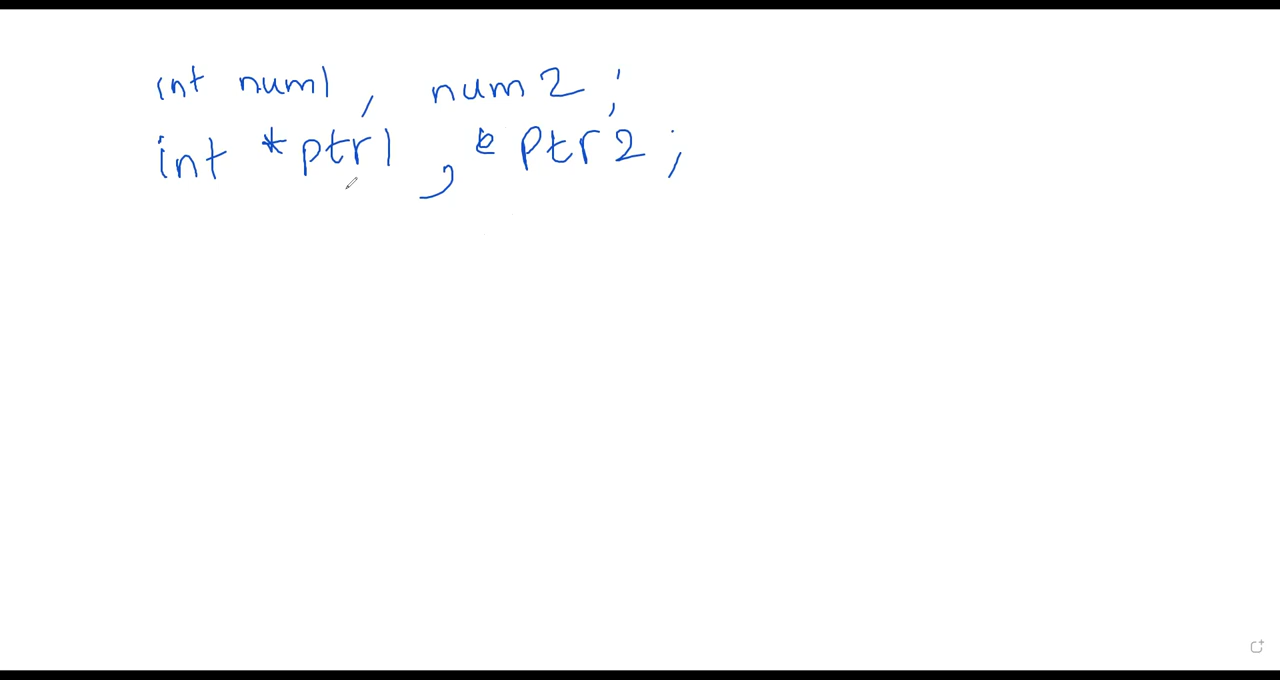 int num1, num2;
int *ptr1, *ptr2;